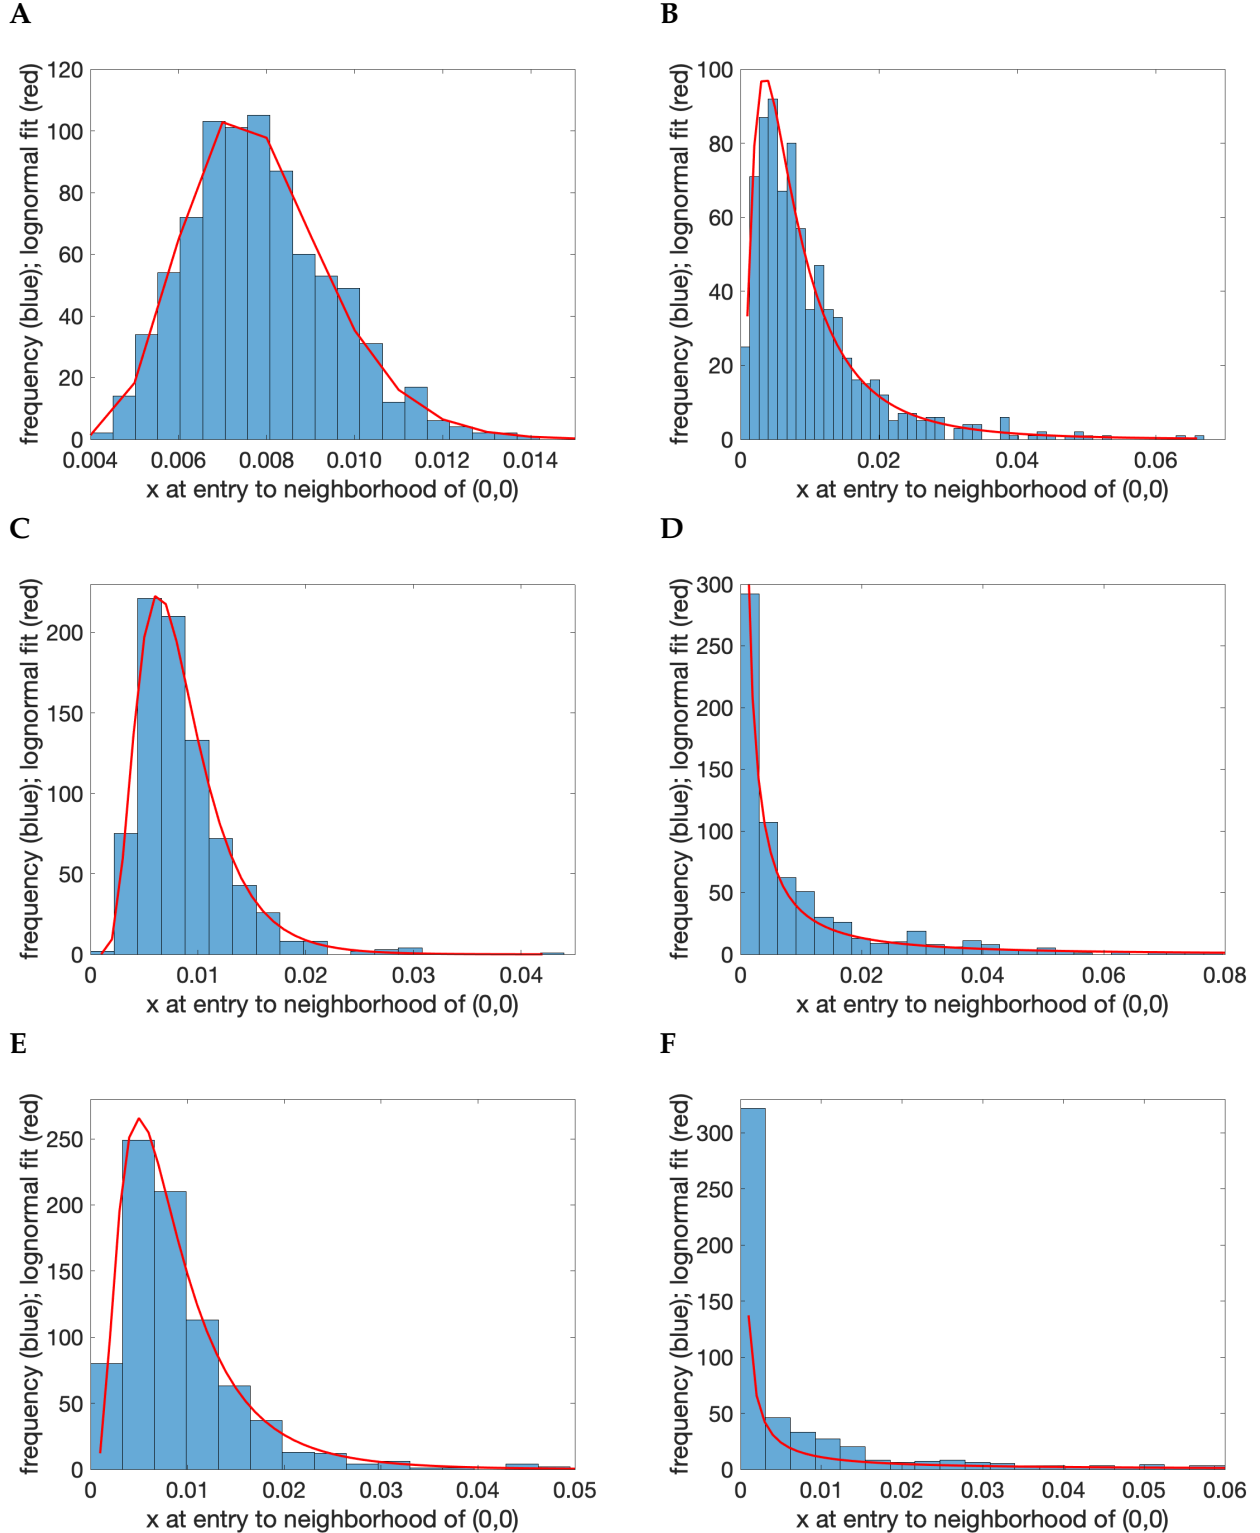 A
frequency (blue); lognormal fit (red)
120
100
80
60
40
20
0
0.004 0.006 0.008 0.010 0.012 0.014
x at entry to neighborhood of (0,0)
B
frequency (blue); lognormal fit (red)
100
80
60
40
20
0
0 0.02 0.04 0.06
x at entry to neighborhood of (0,0)
C
frequency (blue); lognormal fit (red)
200
150
100
50
0
0 0.01 0.02 0.03 0.04
x at entry to neighborhood of (0,0)
D
frequency (blue); lognormal fit (red)
300
250
200
150
100
50
0
0 0.02 0.04 0.06 0.08
x at entry to neighborhood of (0,0)
E
frequency (blue); lognormal fit (red)
250
200
150
100
50
0
0 0.01 0.02 0.03 0.04 0.05
x at entry to neighborhood of (0,0)
F
frequency (blue); lognormal fit (red)
300
250
200
150
100
50
0
0 0.01 0.02 0.03 0.04 0.05 0.06
x at entry to neighborhood of (0,0)